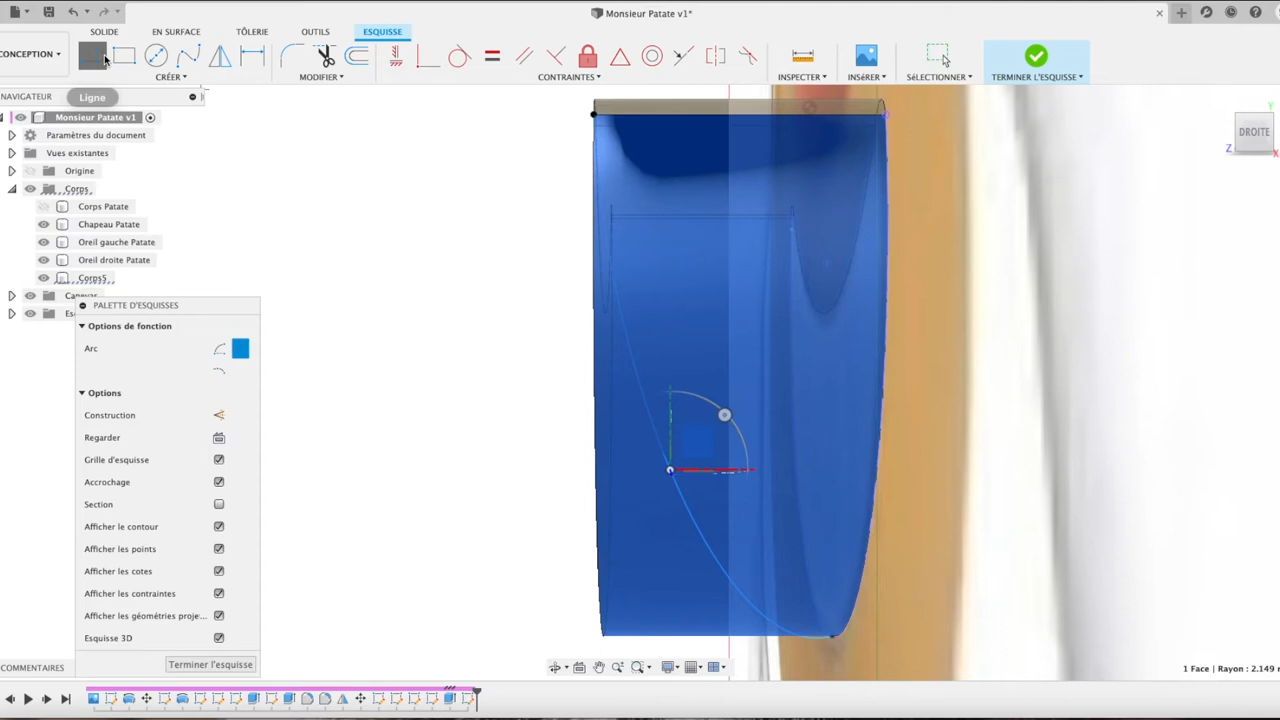 Monsieur Patate v1*
SOLIDE EN SURFACE TÔLERIE OUTILS ESQUISSE
CONCEPTION
CRÉER MODIFIER CONTRAINTES INSPECTER INSÉRER SÉLECTIONNER TERMINER L'ESQUISSE
NAVIGATEUR
Ligne
Monsieur Patate v1
Paramètres du document
Vues existantes
Origine
Corps
Corps Patate
Chapeau Patate
Oreil gauche Patate
Oreil droite Patate
Corps5
Canevas
Es
PALETTE D'ESQUISSES
Options de fonction
Arc
Options
Construction
Regarder
Grille d'esquisse
Accrochage
Section
Afficher le contour
Afficher les points
Afficher les cotes
Afficher les contraintes
Afficher les géométries proje...
Esquisse 3D
Terminer l'esquisse
COMMENTAIRES
Y
DROITE
Z
X
1 Face | Rayon : 2.149 m